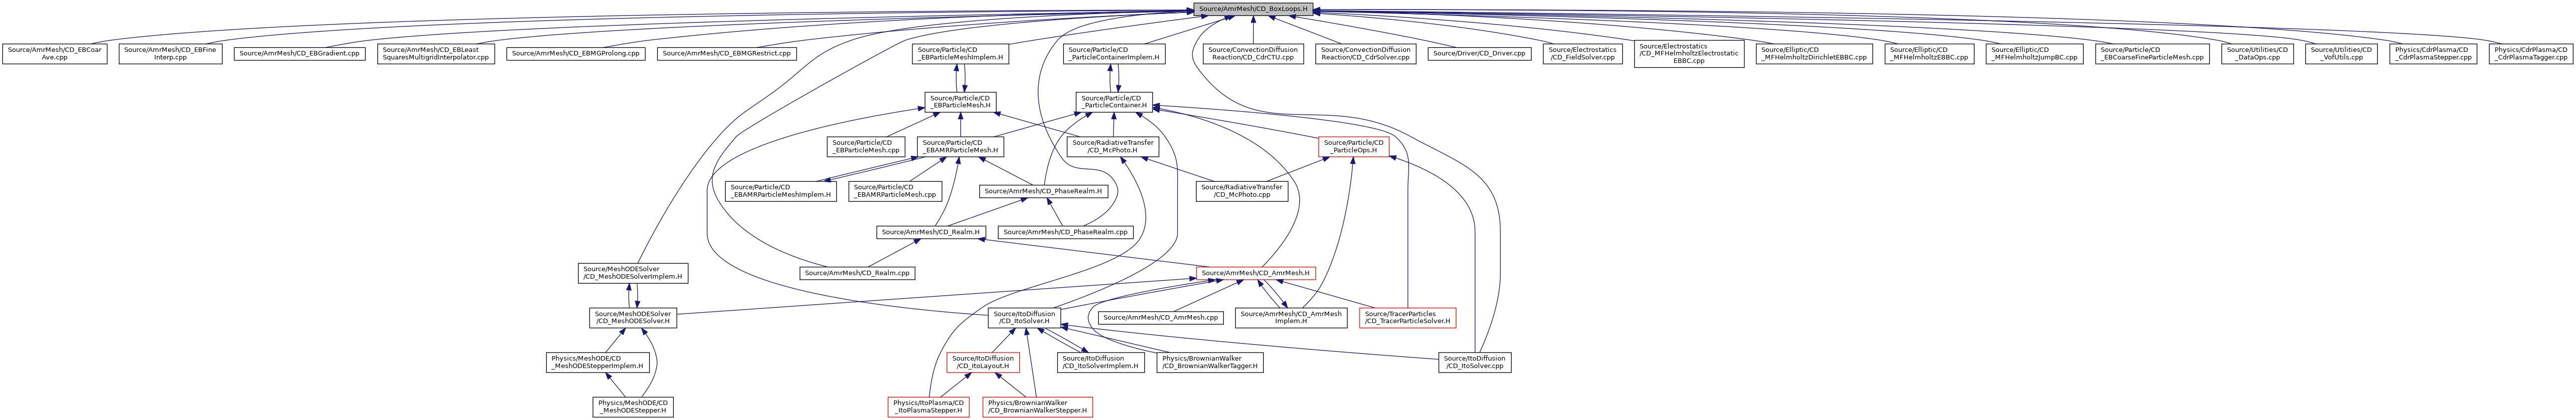 Source/AmrMesh/CD_BoxLoops.H
Source/AmrMesh/CD_EBCoar
Ave.cpp
Source/AmrMesh/CD_EBFine
Interp.cpp
Source/AmrMesh/CD_EBGradient.cpp
Source/AmrMesh/CD_EBLeast
SquaresMultigridInterpolator.cpp
Source/AmrMesh/CD_EBMGProlong.cpp
Source/AmrMesh/CD_EBMGRestrict.cpp
Source/Particle/CD
_EBParticleMeshImplem.H
Source/Particle/CD
_ParticleContainerImplem.H
Source/ConvectionDiffusion
Reaction/CD_CdrCTU.cpp
Source/ConvectionDiffusion
Reaction/CD_CdrSolver.cpp
Source/Driver/CD_Driver.cpp
Source/Electrostatics
/CD_FieldSolver.cpp
Source/Electrostatics
/CD_MFHelmholtzElectrostatic
EBBC.cpp
Source/Elliptic/CD
_MFHelmholtzDirichletEBBC.cpp
Source/Elliptic/CD
_MFHelmholtzEBBC.cpp
Source/Elliptic/CD
_MFHelmholtzJumpBC.cpp
Source/Particle/CD
_EBCoarseFineParticleMesh.cpp
Source/Utilities/CD
_DataOps.cpp
Source/Utilities/CD
_VofUtils.cpp
Physics/CdrPlasma/CD
_CdrPlasmaStepper.cpp
Physics/CdrPlasma/CD
_CdrPlasmaTagger.cpp
Source/Particle/CD
_EBParticleMesh.H
Source/Particle/CD
_ParticleContainer.H
Source/Particle/CD
_EBParticleMesh.cpp
Source/Particle/CD
_EBAMRParticleMesh.H
Source/RadiativeTransfer
/CD_McPhoto.H
Source/Particle/CD
_ParticleOps.H
Source/Particle/CD
_EBAMRParticleMeshImplem.H
Source/Particle/CD
_EBAMRParticleMesh.cpp
Source/AmrMesh/CD_PhaseRealm.H
Source/RadiativeTransfer
/CD_McPhoto.cpp
Source/AmrMesh/CD_Realm.H
Source/AmrMesh/CD_PhaseRealm.cpp
Source/MeshODESolver
/CD_MeshODESolverImplem.H
Source/AmrMesh/CD_Realm.cpp
Source/AmrMesh/CD_AmrMesh.H
Source/MeshODESolver
/CD_MeshODESolver.H
Source/ItoDiffusion
/CD_ItoSolver.H
Source/AmrMesh/CD_AmrMesh.cpp
Source/AmrMesh/CD_AmrMesh
Implem.H
Source/TracerParticles
/CD_TracerParticleSolver.H
Physics/MeshODE/CD
_MeshODEStepperImplem.H
Source/ItoDiffusion
/CD_ItoLayout.H
Source/ItoDiffusion
/CD_ItoSolverImplem.H
Physics/BrownianWalker
/CD_BrownianWalkerTagger.H
Source/ItoDiffusion
/CD_ItoSolver.cpp
Physics/MeshODE/CD
_MeshODEStepper.H
Physics/ItoPlasma/CD
_ItoPlasmaStepper.H
Physics/BrownianWalker
/CD_BrownianWalkerStepper.H